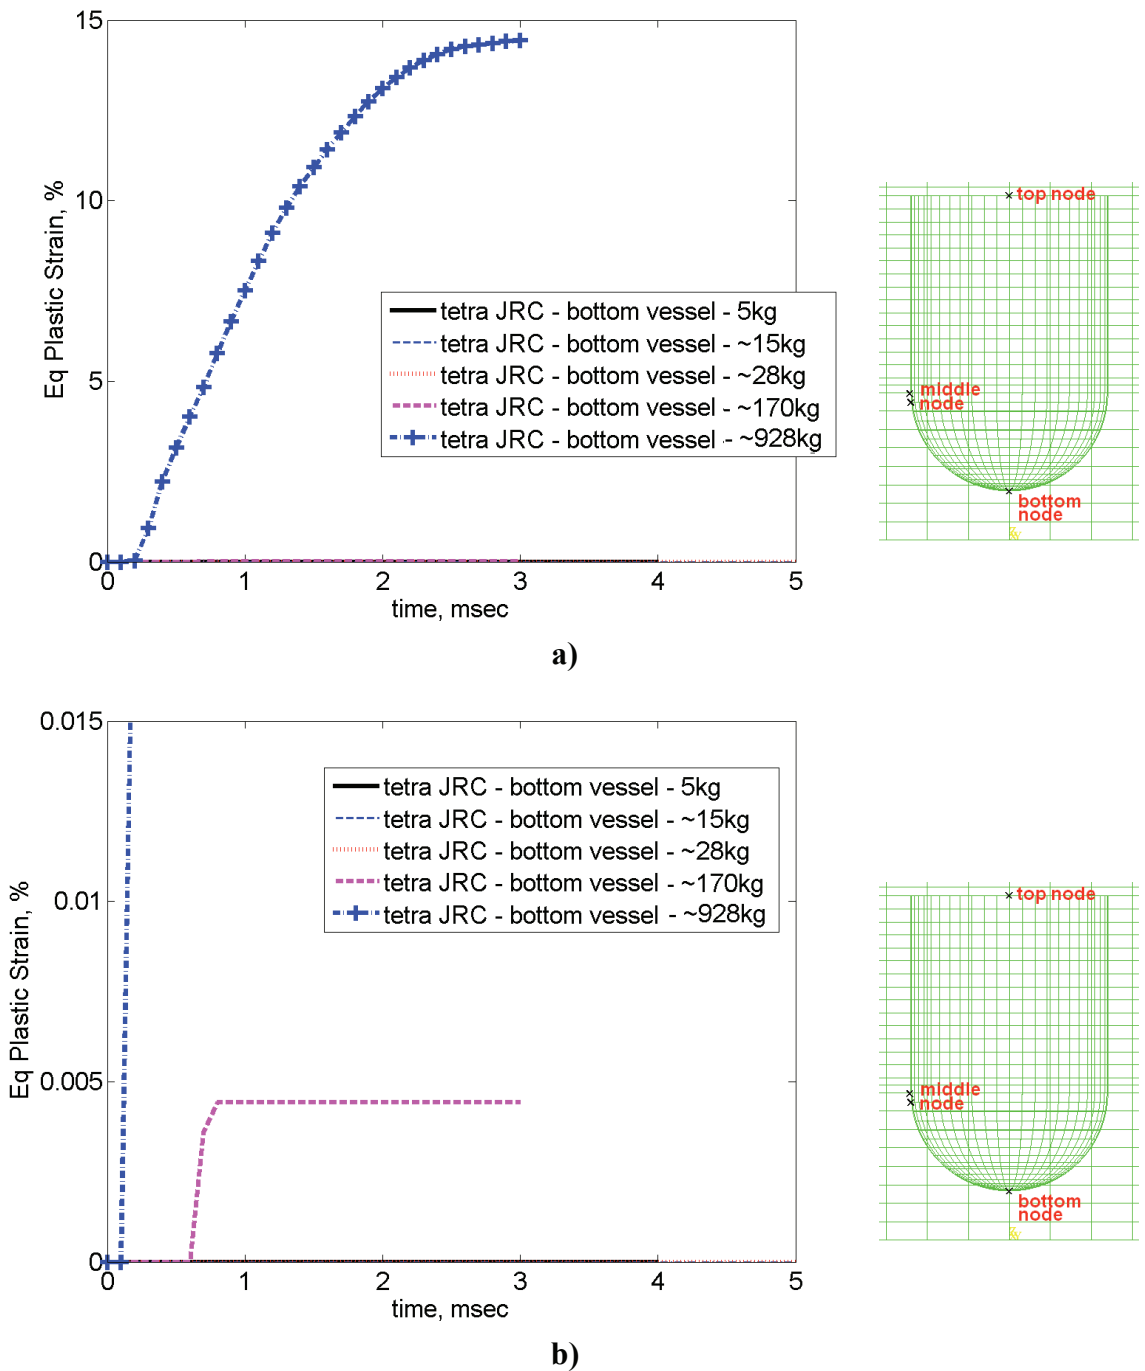 15
10
5
0
Eq Plastic Strain, %
tetra JRC - bottom vessel - 5kg
tetra JRC - bottom vessel - ~15kg
tetra JRC - bottom vessel - ~28kg
tetra JRC - bottom vessel - ~170kg
tetra JRC - bottom vessel - ~928kg
0 1 2 3 4 5
time, msec
top node
middle
node
bottom
node
a)
0.015
0.01
0.005
0
Eq Plastic Strain, %
tetra JRC - bottom vessel - 5kg
tetra JRC - bottom vessel - ~15kg
tetra JRC - bottom vessel - ~28kg
tetra JRC - bottom vessel - ~170kg
tetra JRC - bottom vessel - ~928kg
0 1 2 3 4 5
time, msec
top node
middle
node
bottom
node
b)